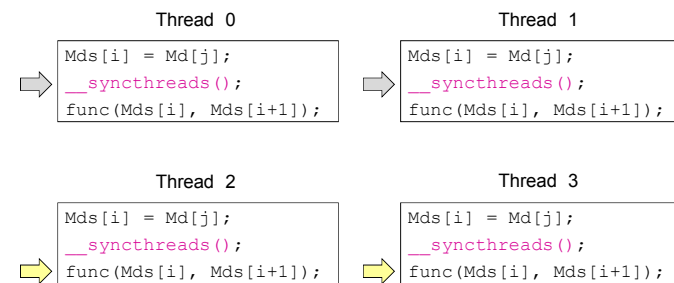 Thread 0
Thread 1
Mds[i] = Md[j];
__syncthreads();
func(Mds[i], Mds[i+1]);
Mds[i] = Md[j];
__syncthreads();
func(Mds[i], Mds[i+1]);
Thread 2
Thread 3
Mds[i] = Md[j];
__syncthreads();
func(Mds[i], Mds[i+1]);
Mds[i] = Md[j];
__syncthreads();
func(Mds[i], Mds[i+1]);